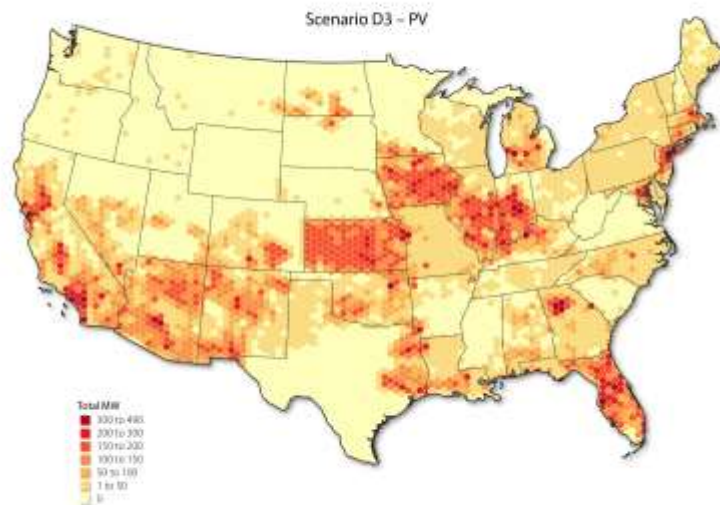 Scenario D3 – PV
Total MW
300 to 490
200 to 300
150 to 200
100 to 150
50 to 100
1 to 50
0